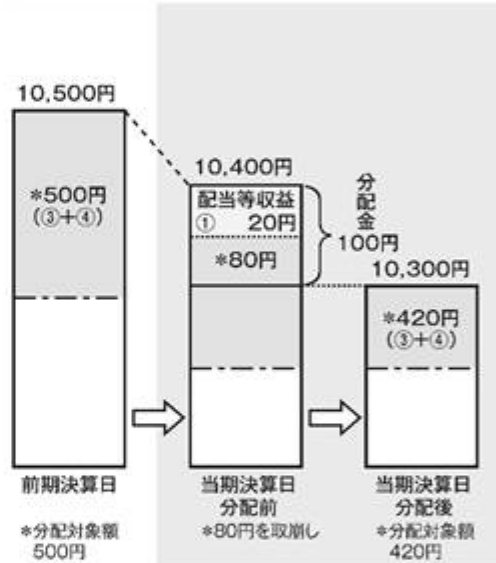 10,500円
*500円
(③+④)
前期決算日
*分配対象額
500円
10,400円
配当等収益
① 20円
*80円
分配金
100円
当期決算日
分配前
*80円を取崩し
10,300円
*420円
(③+④)
当期決算日
分配後
*分配対象額
420円